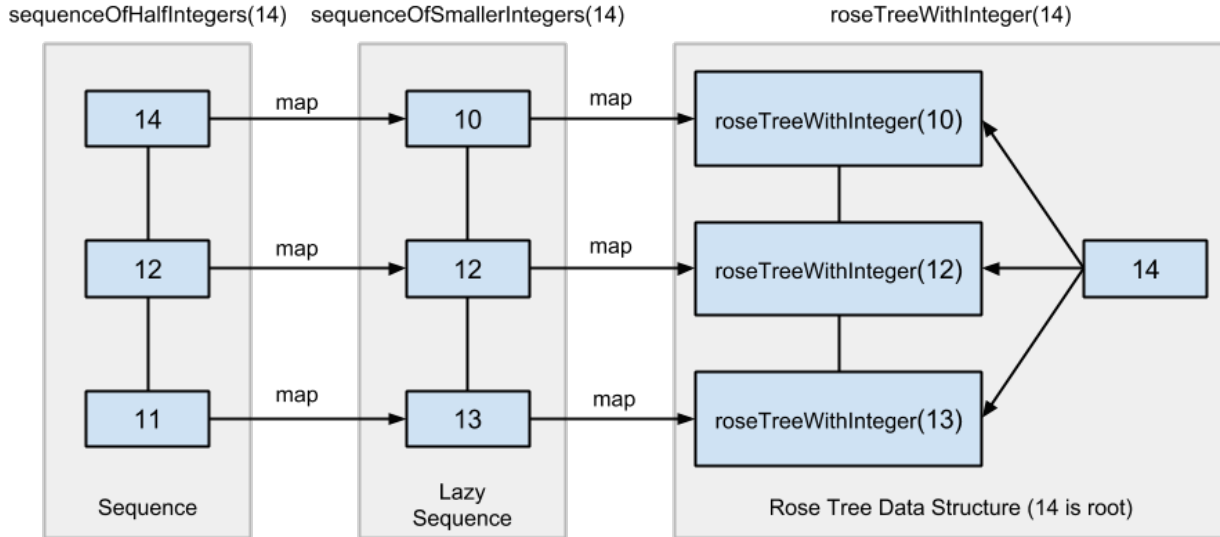 sequenceOfHalfIntegers(14)
sequenceOfSmallerIntegers(14)
roseTreeWithInteger(14)
14
map
10
map
roseTreeWithInteger(10)
12
map
12
map
roseTreeWithInteger(12)
14
11
map
13
map
roseTreeWithInteger(13)
Sequence
Lazy
Sequence
Rose Tree Data Structure (14 is root)